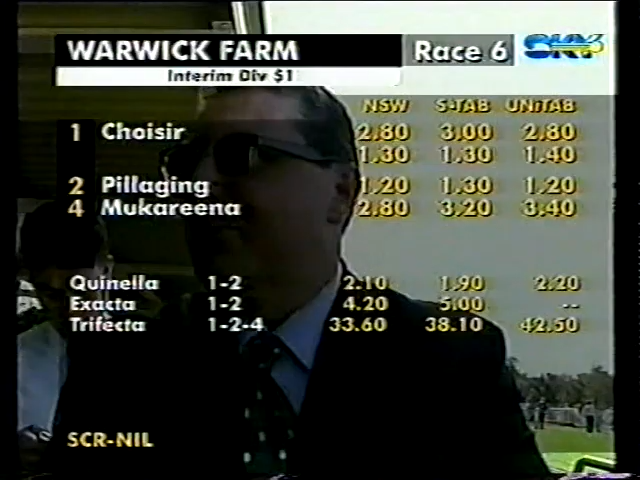 WARWICK FARM Race 6 SKY
Interim Div $1
NSW S-TAB UNiTAB
1 Choisir 2.80 3.00 2.80
1.30 1.30 1.40
2 Pillaging 1.20 1.30 1.20
4 Mukareena 2.80 3.20 3.40
Quinella 1-2 2.10 1.90 2.20
Exacta 1-2 4.20 5.00 --
Trifecta 1-2-4 33.60 38.10 42.50
SCR-NIL